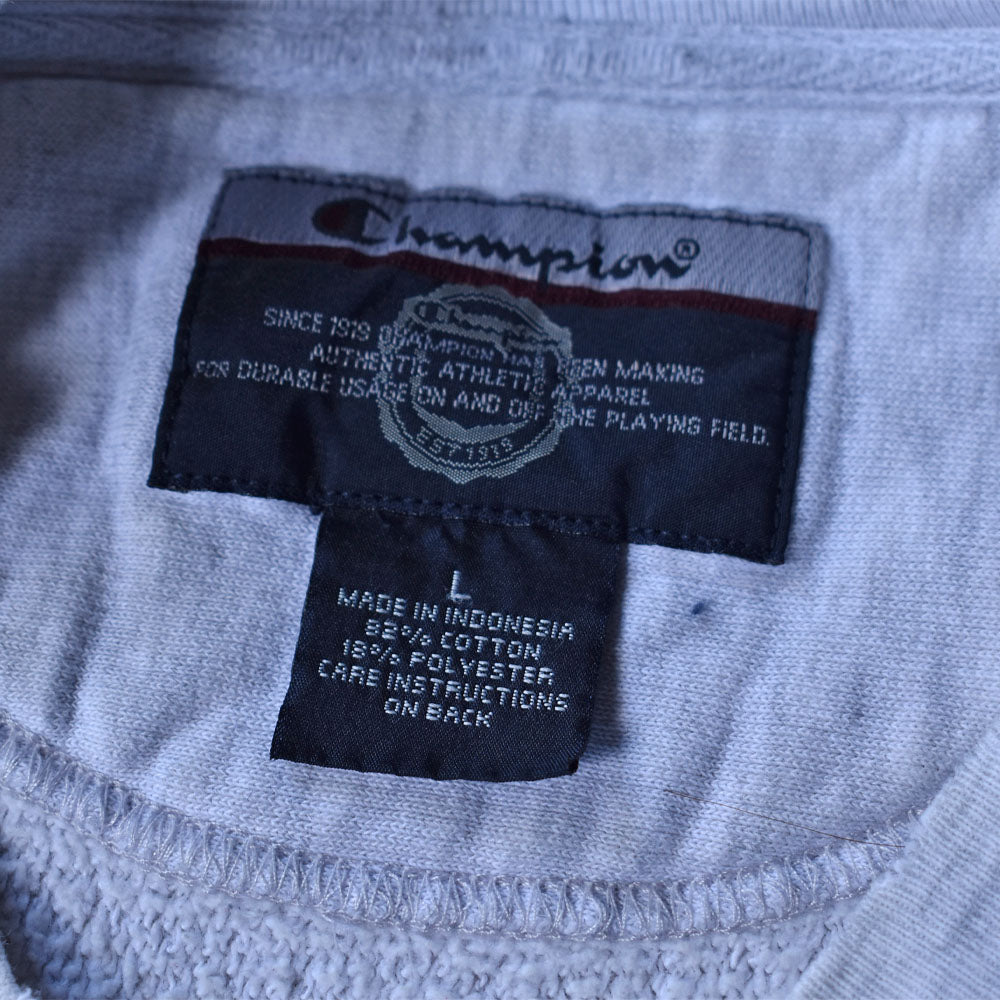 Champion®
SINCE 1919 CHAMPION HAS BEEN MAKING
AUTHENTIC ATHLETIC APPAREL
FOR DURABLE USAGE ON AND OFF THE PLAYING FIELD.
Champion
EST 1919
L
MADE IN INDONESIA
82% COTTON
18% POLYESTER
CARE INSTRUCTIONS
ON BACK